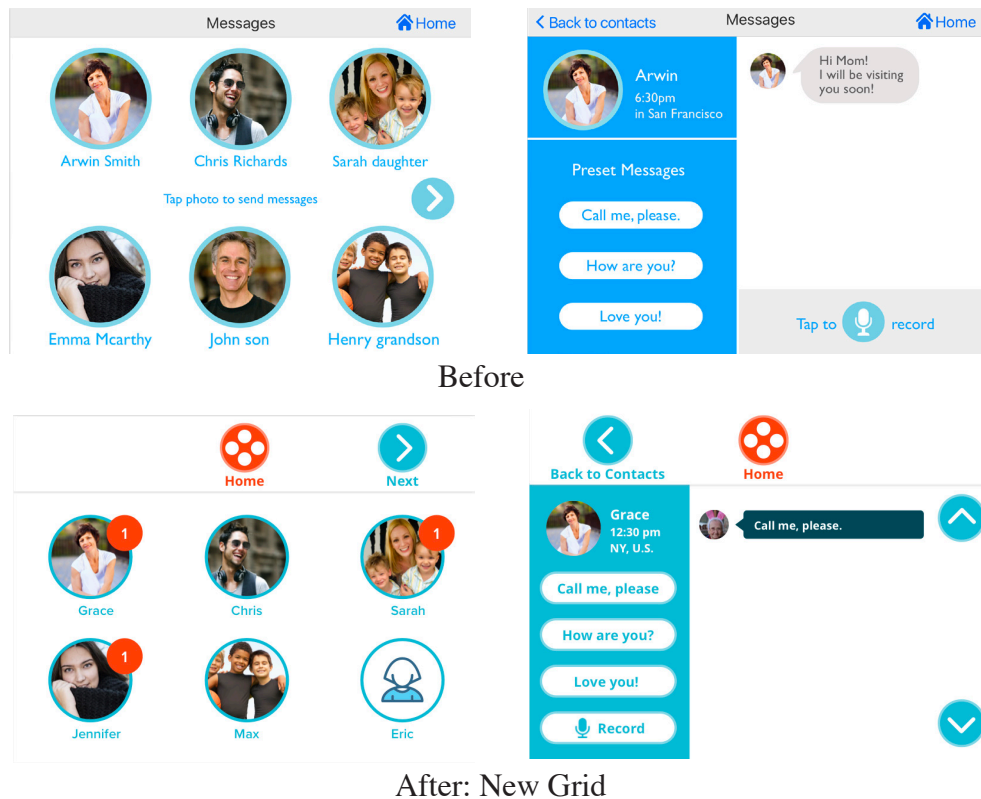 Messages
Home
Arwin Smith
Chris Richards
Sarah daughter
Tap photo to send messages
Emma Mcarthy
John son
Henry grandson
Back to contacts
Messages
Home
Arwin
6:30pm
in San Francisco
Preset Messages
Call me, please.
How are you?
Love you!
Hi Mom!
I will be visiting
you soon!
Tap to
record
Before
Home
Next
1
1
Grace
Chris
Sarah
1
Jennifer
Max
Eric
Back to Contacts
Home
Grace
12:30 pm
NY, U.S.
Call me, please
How are you?
Love you!
Record
Call me, please.
After: New Grid